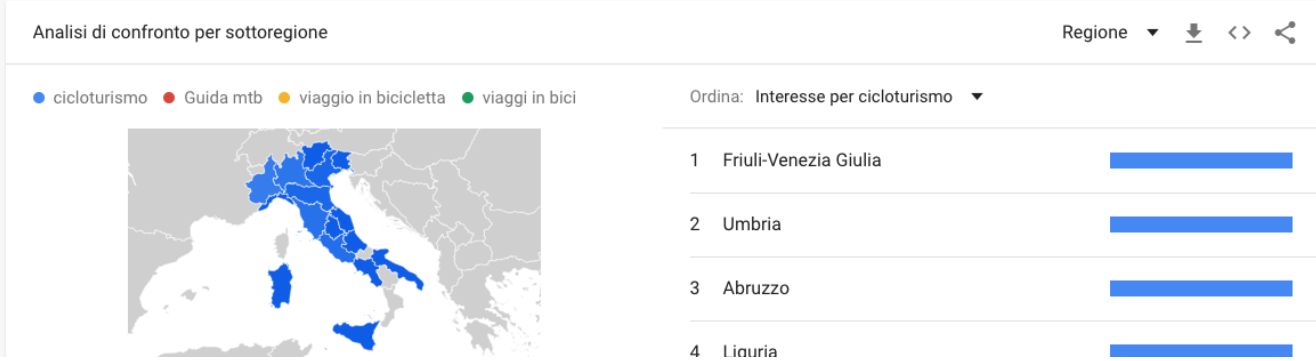 Analisi di confronto per sottoregione
Regione
cicloturismo Guida mtb viaggio in bicicletta viaggi in bici
Ordina: Interesse per cicloturismo
1 Friuli-Venezia Giulia
2 Umbria
3 Abruzzo
4 Liguria